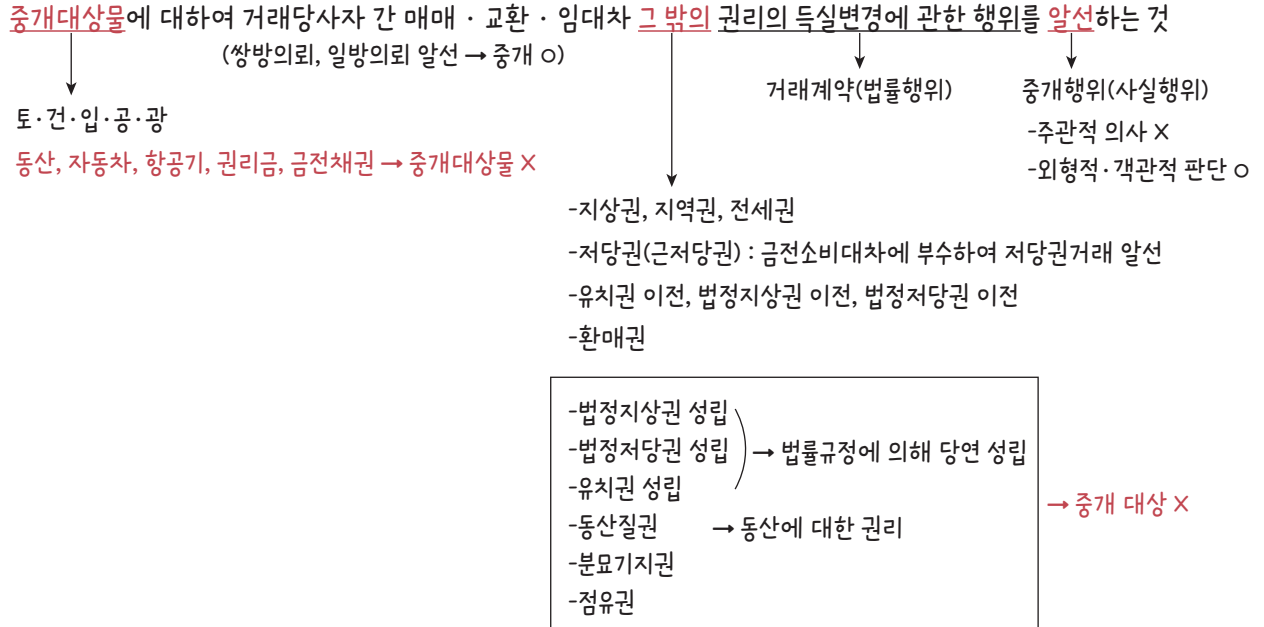 중개대상물에 대하여 거래당사자 간 매매 · 교환 · 임대차 그 밖의 권리의 득실변경에 관한 행위를 알선하는 것
(쌍방의뢰, 일방의뢰 알선 → 중개 O)
거래계약(법률행위)
중개행위(사실행위)
-주관적 의사 X
-외형적·객관적 판단 O
토·건·입·공·광
동산, 자동차, 항공기, 권리금, 금전채권 → 중개대상물 X
-지상권, 지역권, 전세권
-저당권(근저당권) : 금전소비대차에 부수하여 저당권거래 알선
-유치권 이전, 법정지상권 이전, 법정저당권 이전
-환매권
-법정지상권 성립
-법정저당권 성립 → 법률규정에 의해 당연 성립
-유치권 성립
-동산질권 → 동산에 대한 권리
-분묘기지권
-점유권
→ 중개 대상 X